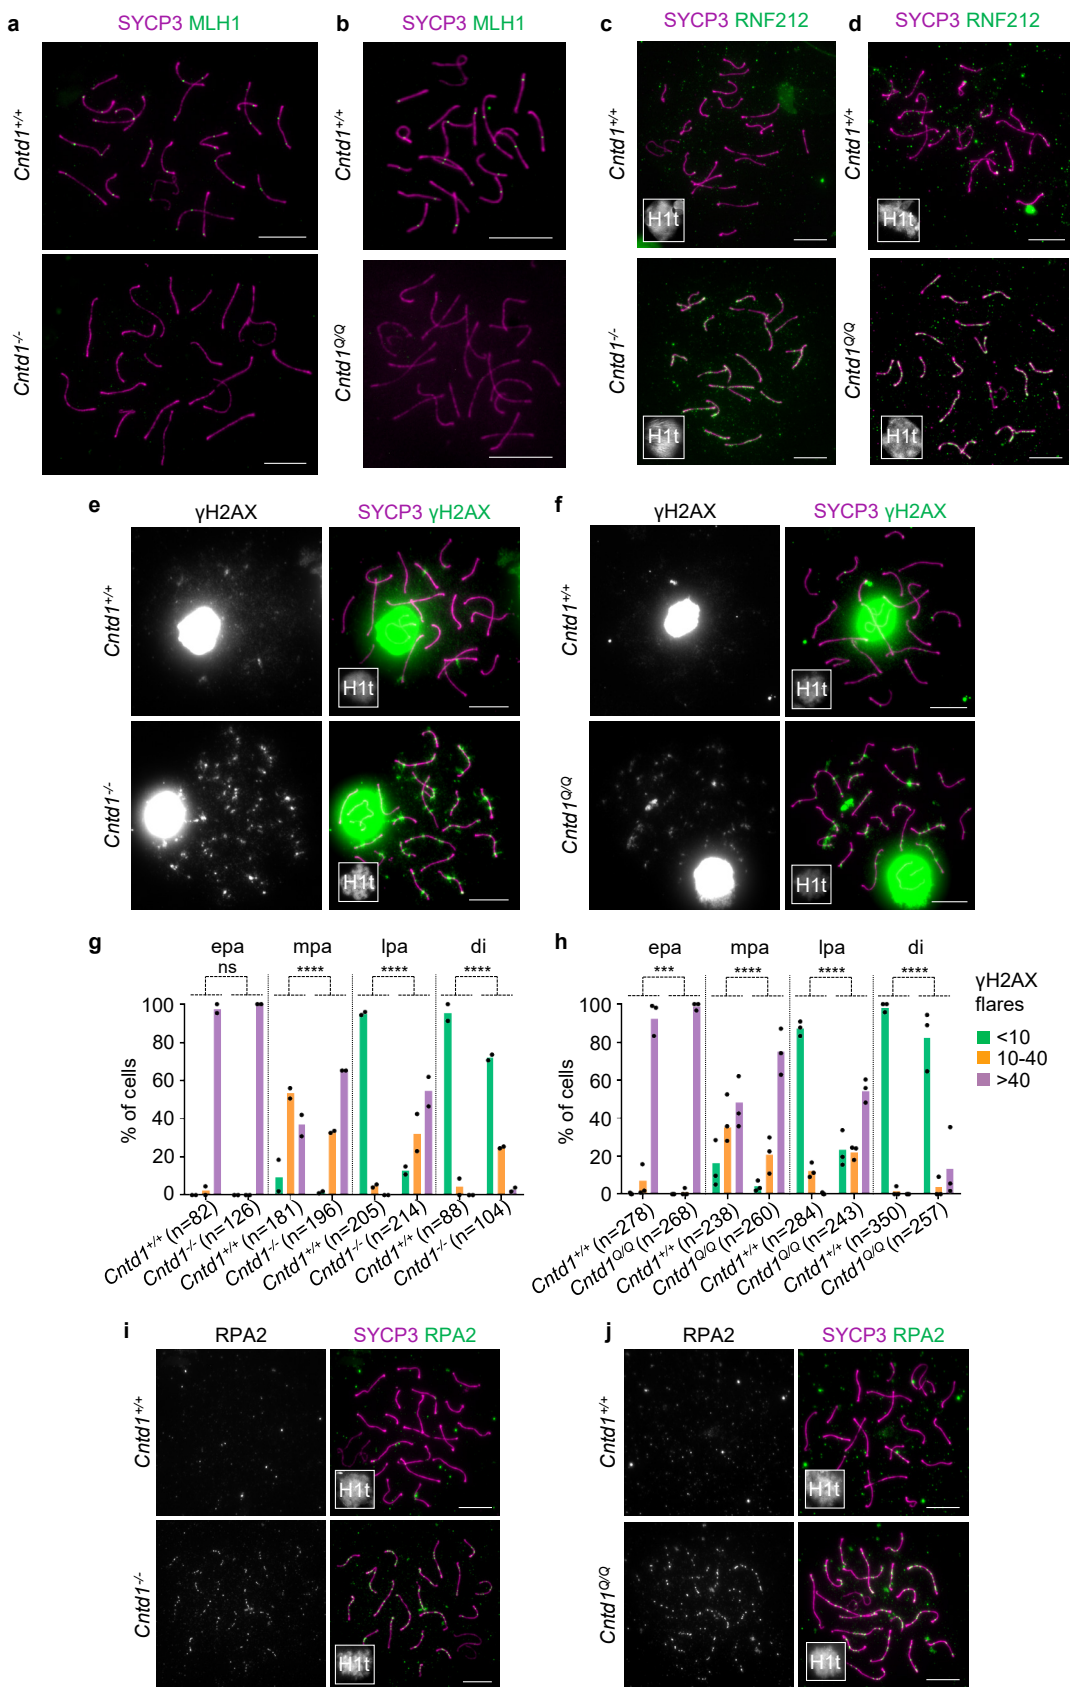 a SYCP3 MLH1 b SYCP3 MLH1 c SYCP3 RNF212 d SYCP3 RNF212
Cntd1+/+ Cntd1+/+ Cntd1+/+ Cntd1+/+
H1t H1t
Cntd1-/- Cntd1Q/Q Cntd1-/- Cntd1Q/Q
H1t H1t
e γH2AX SYCP3 γH2AX f γH2AX SYCP3 γH2AX
Cntd1+/+ Cntd1+/+
H1t H1t
Cntd1-/- Cntd1Q/Q
H1t H1t
g epa mpa lpa di
ns **** **** ****
% of cells
100
80
60
40
20
0
Cntd1+/+ (n=82)
Cntd1-/- (n=126)
Cntd1+/+ (n=181)
Cntd1-/- (n=196)
Cntd1+/+ (n=205)
Cntd1-/- (n=214)
Cntd1+/+ (n=88)
Cntd1-/- (n=104)
h epa mpa lpa di
*** **** **** ****
% of cells
100
80
60
40
20
0
Cntd1+/+ (n=278)
Cntd1Q/Q (n=268)
Cntd1+/+ (n=238)
Cntd1Q/Q (n=260)
Cntd1+/+ (n=284)
Cntd1Q/Q (n=243)
Cntd1+/+ (n=350)
Cntd1Q/Q (n=257)
γH2AX
flares
<10
10-40
>40
i RPA2 SYCP3 RPA2 j RPA2 SYCP3 RPA2
Cntd1+/+ Cntd1+/+
H1t H1t
Cntd1-/- Cntd1Q/Q
H1t H1t